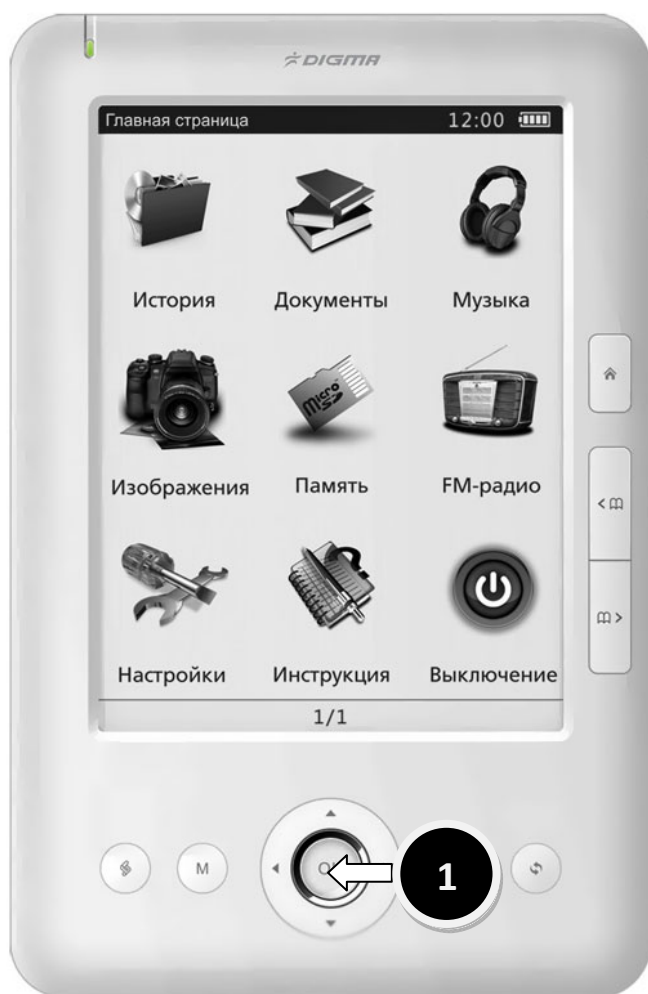 DIGMA
Главная страница 12:00
История Документы Музыка
Micro SD
Изображения Память FM-радио
Настройки Инструкция Выключение
1/1
M
1